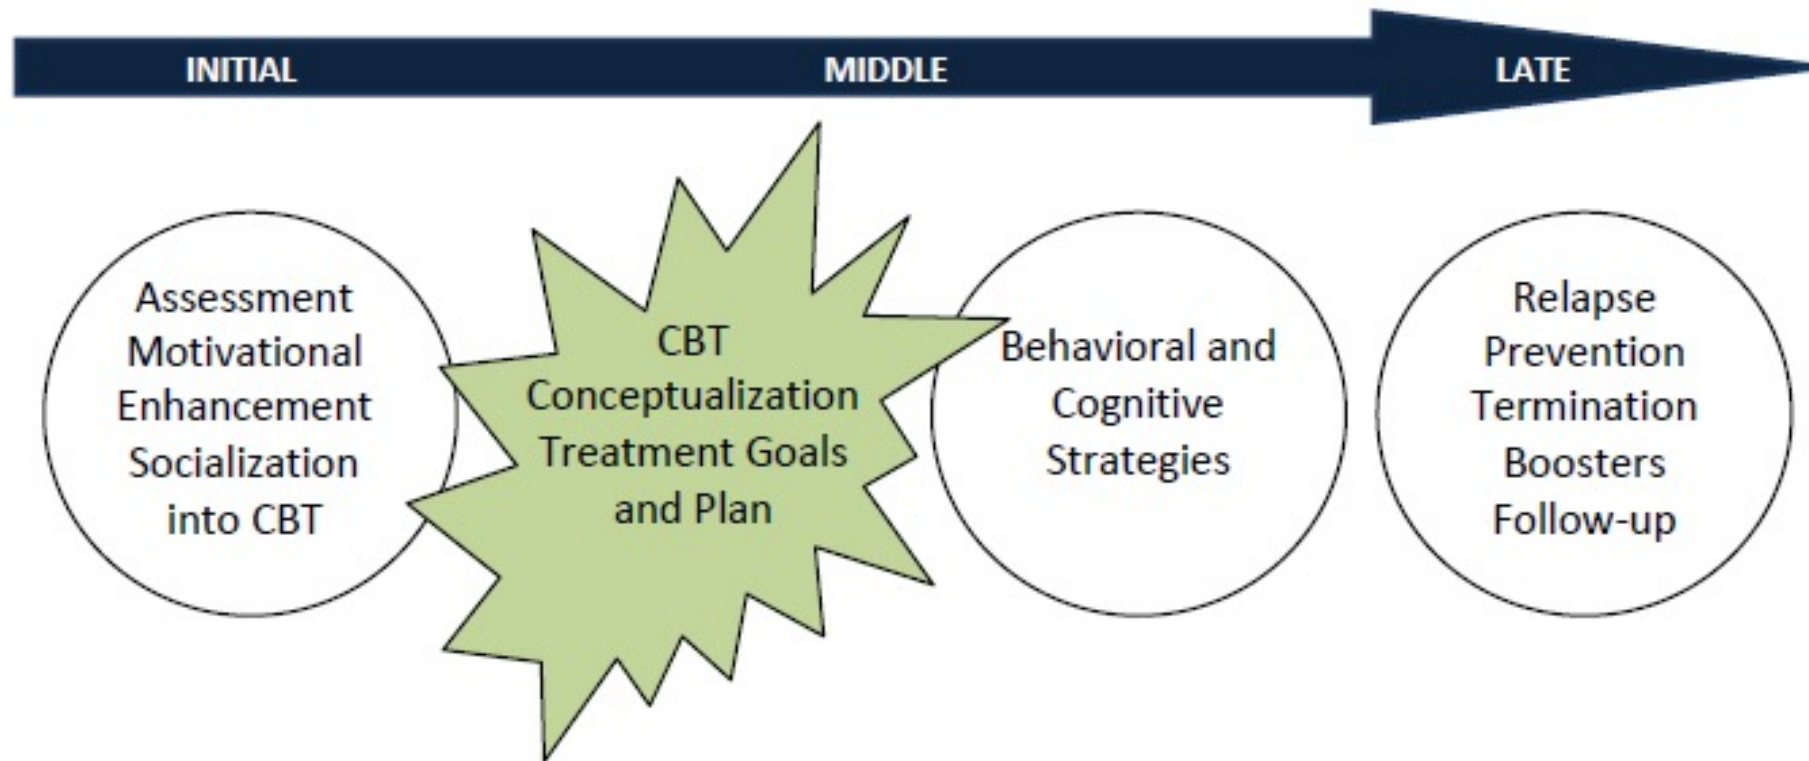 INITIAL
MIDDLE
LATE
Assessment
Motivational
Enhancement
Socialization
into CBT
CBT
Conceptualization
Treatment Goals
and Plan
Behavioral and
Cognitive
Strategies
Relapse
Prevention
Termination
Boosters
Follow-up